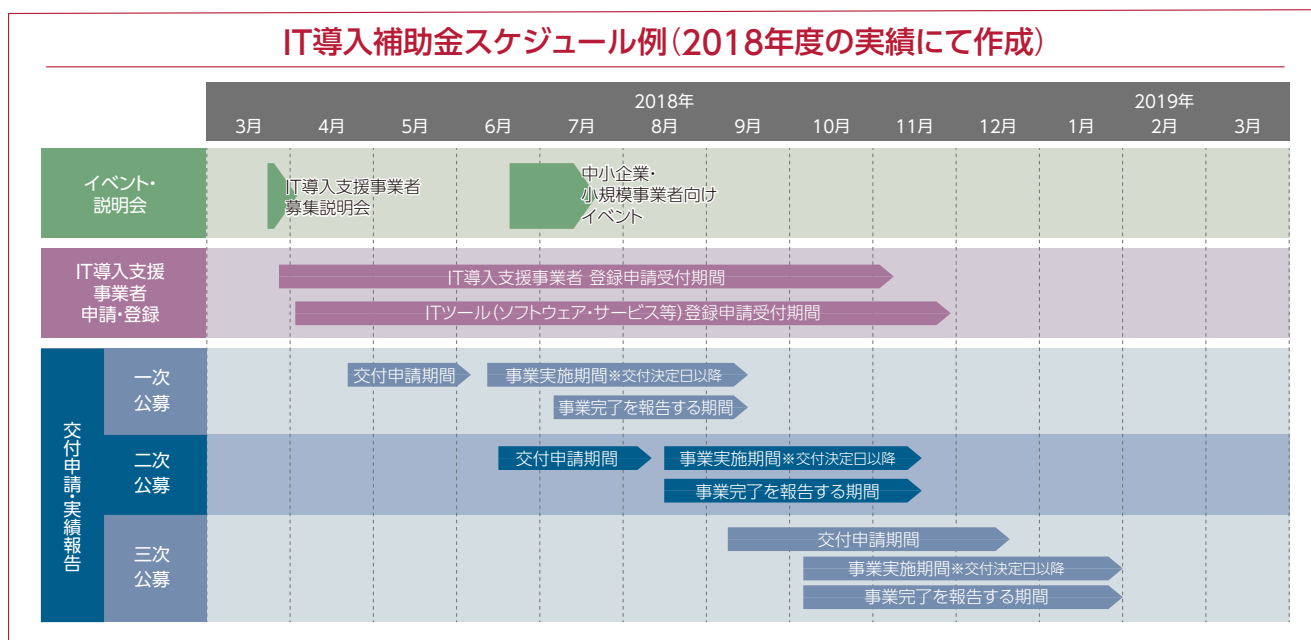 IT導入補助金スケジュール例（2018年度の実績にて作成）
2018年
2019年
3月 4月 5月 6月 7月 8月 9月 10月 11月 12月 1月 2月 3月
イベント・
説明会
IT導入支援事業者
募集説明会
中小企業・
小規模事業者向け
イベント
IT導入支援
事業者
申請・登録
IT導入支援事業者 登録申請受付期間
ITツール（ソフトウェア・サービス等）登録申請受付期間
交付申請・実績報告
一次
公募
交付申請期間
事業実施期間※交付決定日以降
事業完了を報告する期間
二次
公募
交付申請期間
事業実施期間※交付決定日以降
事業完了を報告する期間
三次
公募
交付申請期間
事業実施期間※交付決定日以降
事業完了を報告する期間